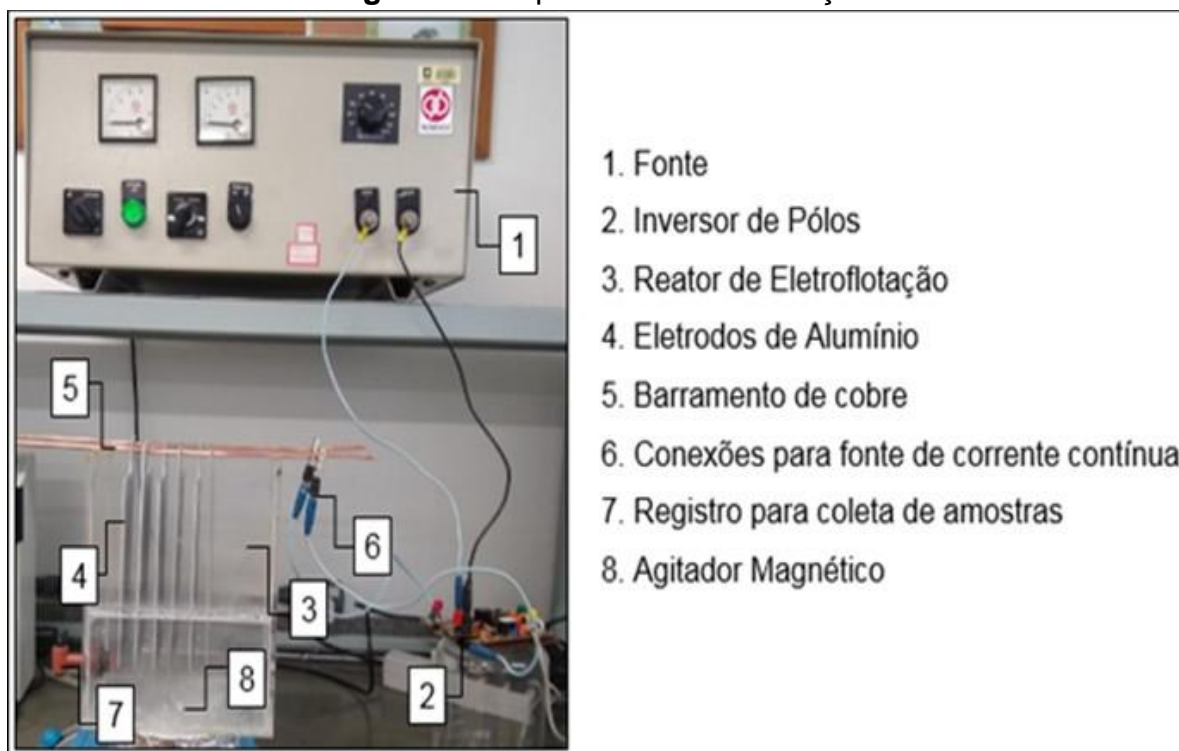 1. Fonte
2. Inversor de Pólos
3. Reator de Eletroflotação
4. Eletrodos de Alumínio
5. Barramento de cobre
6. Conexões para fonte de corrente contínua
7. Registro para coleta de amostras
8. Agitador Magnético
1
5
6
4
3
8
2
7